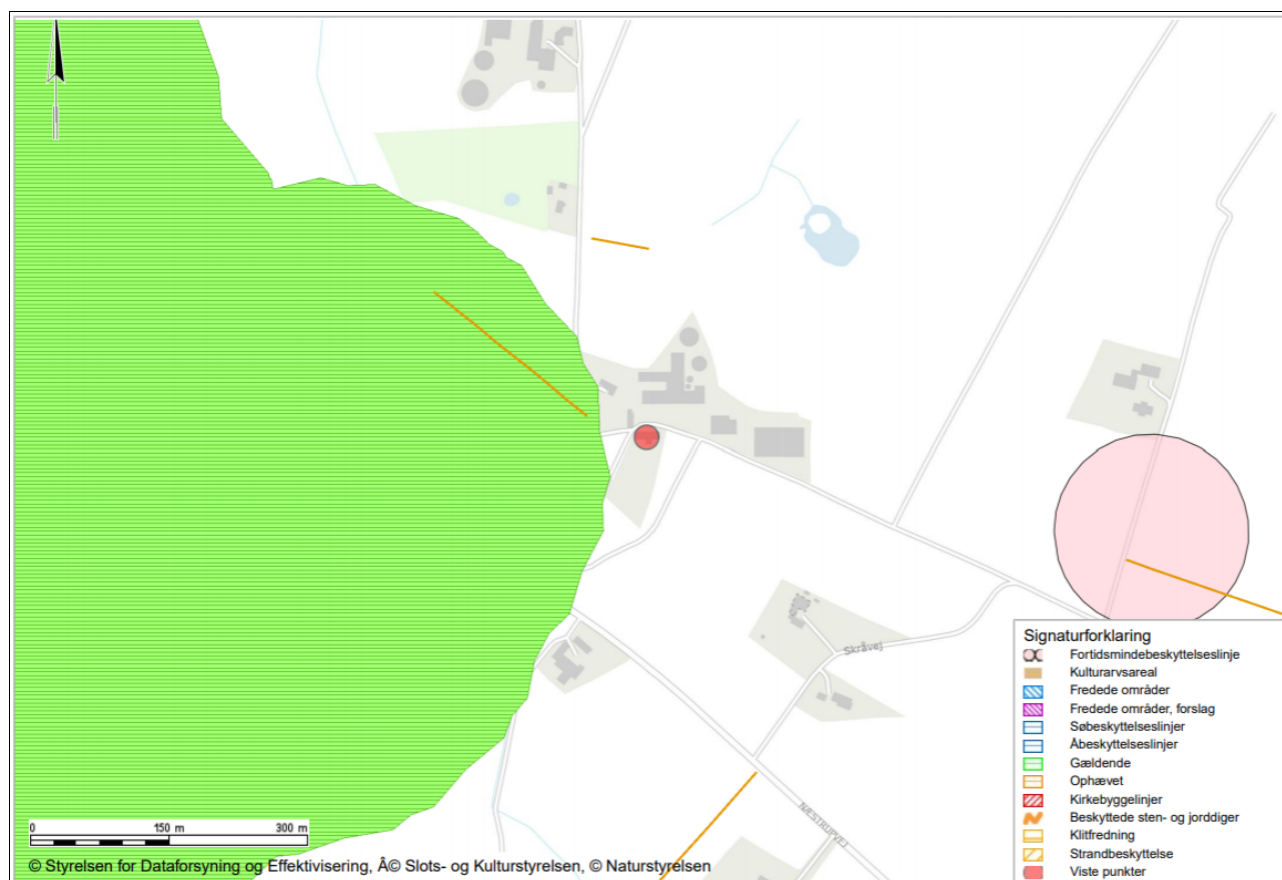 Skråvej
NÆSTRUPVEJ
Signaturforklaring
Fortidsmindebeskyttelseslinje
Kulturarvsareal
Fredede områder
Fredede områder, forslag
Søbeskyttelseslinjer
Åbeskyttelseslinjer
Gældende
Ophævet
Kirkebyggelinjer
Beskyttede sten- og jorddiger
Klitfredning
Strandbeskyttelse
Viste punkter
0 150 m 300 m
© Styrelsen for Dataforsyning og Effektivisering, Â© Slots- og Kulturstyrelsen, © Naturstyrelsen